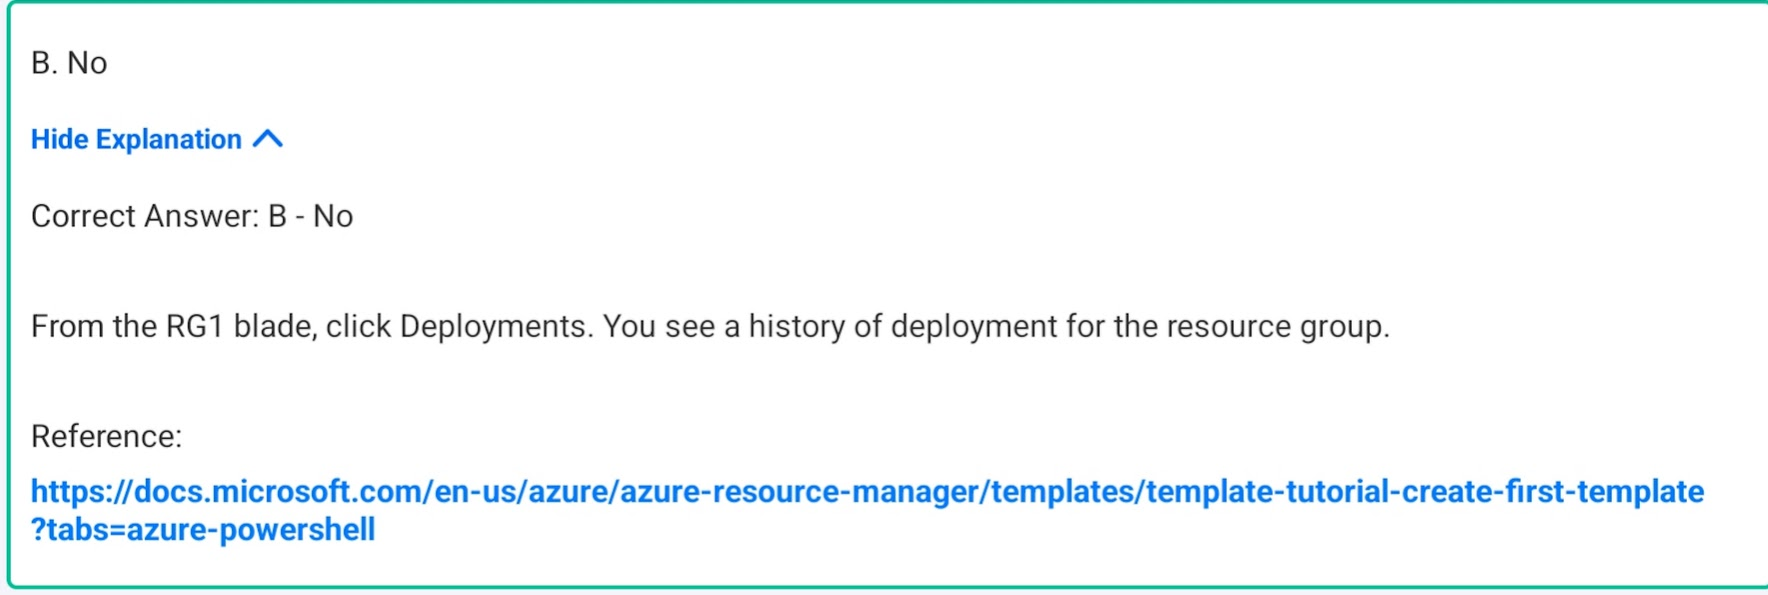 B. No
Hide Explanation
Correct Answer: B - No
From the RG1 blade, click Deployments. You see a history of deployment for the resource group.
Reference:
https://docs.microsoft.com/en-us/azure/azure-resource-manager/templates/template-tutorial-create-first-template
?tabs=azure-powershell